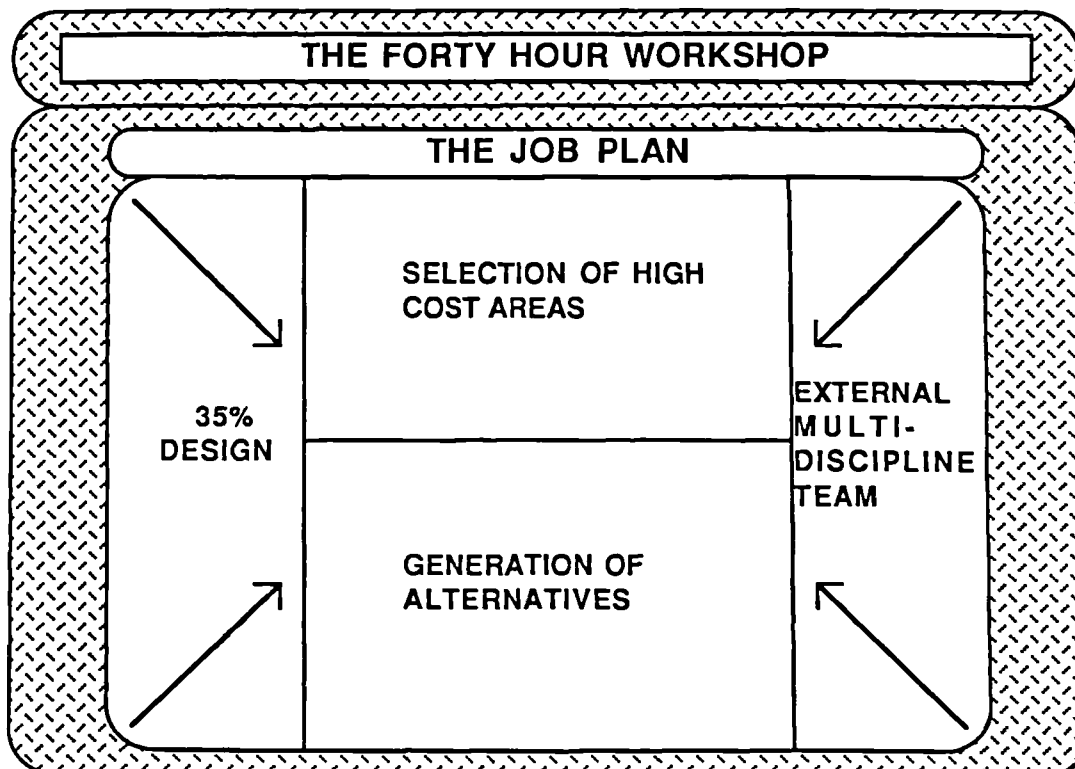 THE FORTY HOUR WORKSHOP
THE JOB PLAN
SELECTION OF HIGH
COST AREAS
35%
DESIGN
EXTERNAL
MULTI-
DISCIPLINE
TEAM
GENERATION OF
ALTERNATIVES